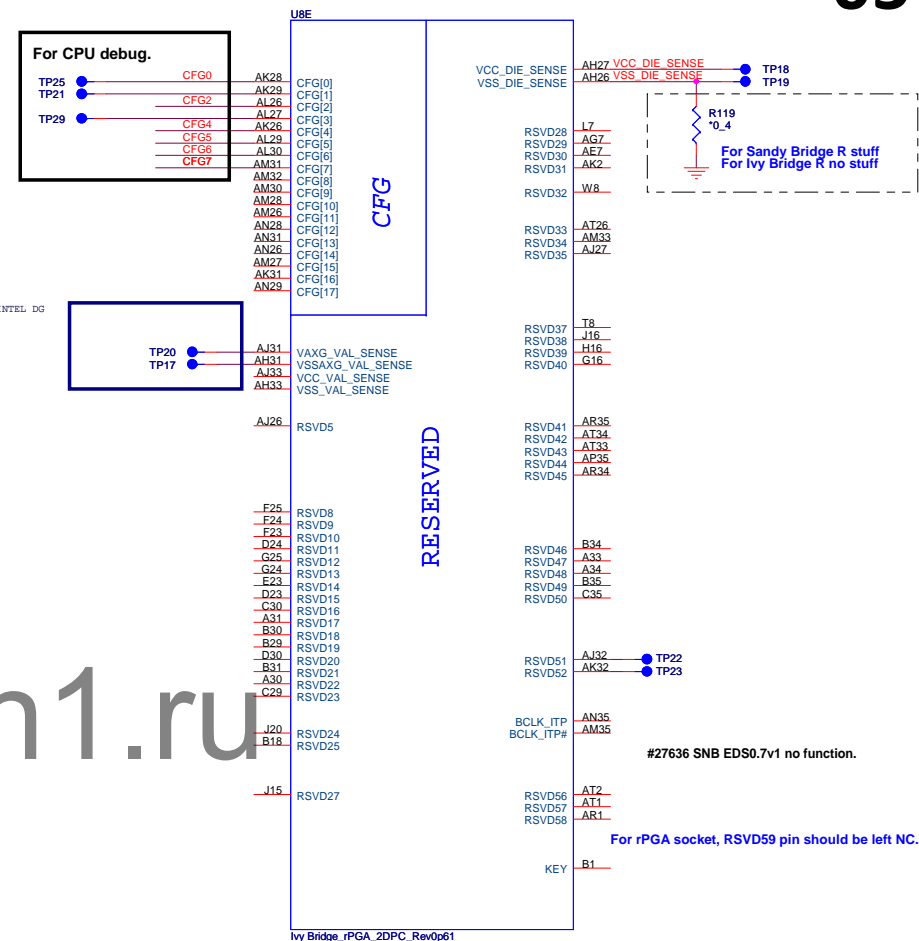 U8E
For CPU debug.
TP25 CFG0 AK28 CFG[0]
TP21 AK29 CFG[1]
CFG2 AL26 CFG[2]
TP29 AL27 CFG[3]
CFG4 AK26 CFG[4]
CFG5 AL29 CFG[5]
CFG6 AL30 CFG[6]
CFG7 AM31 CFG[7]
AM32 CFG[8]
AM30 CFG[9]
AM28 CFG[10]
AM26 CFG[11]
AN28 CFG[12]
AN31 CFG[13]
AN26 CFG[14]
AM27 CFG[15]
AK31 CFG[16]
AN29 CFG[17]
CFG
VCC_DIE_SENSE AH27 VCC_DIE_SENSE TP18
VSS_DIE_SENSE AH26 VSS_DIE_SENSE TP19
R119
*0_4
For Sandy Bridge R stuff
For Ivy Bridge R no stuff
RSVD28 L7
RSVD29 AG7
RSVD30 AE7
RSVD31 AK2
RSVD32 W8
RSVD33 AT26
RSVD34 AM33
RSVD35 AJ27
INTEL DG
TP20 AJ31 VAXG_VAL_SENSE
TP17 AH31 VSSAXG_VAL_SENSE
AJ33 VCC_VAL_SENSE
AH33 VSS_VAL_SENSE
RSVD37 T8
RSVD38 J16
RSVD39 H16
RSVD40 G16
AJ26 RSVD5
RSVD41 AR35
RSVD42 AT34
RSVD43 AT33
RSVD44 AP35
RSVD45 AR34
RESERVED
F25 RSVD8
F24 RSVD9
F23 RSVD10
D24 RSVD11
G25 RSVD12
G24 RSVD13
E23 RSVD14
D23 RSVD15
C30 RSVD16
A31 RSVD17
B30 RSVD18
B29 RSVD19
D30 RSVD20
B31 RSVD21
A30 RSVD22
C29 RSVD23
RSVD46 B34
RSVD47 A33
RSVD48 A34
RSVD49 B35
RSVD50 C35
RSVD51 AJ32 TP22
RSVD52 AK32 TP23
n1.ru
J20 RSVD24
B18 RSVD25
BCLK_ITP AN35
BCLK_ITP# AM35
#27636 SNB EDS0.7v1 no function.
J15 RSVD27
RSVD56 AT2
RSVD57 AT1
RSVD58 AR1
For rPGA socket, RSVD59 pin should be left NC.
KEY B1
Ivy Bridge_rPGA_2DPC_Rev0p61